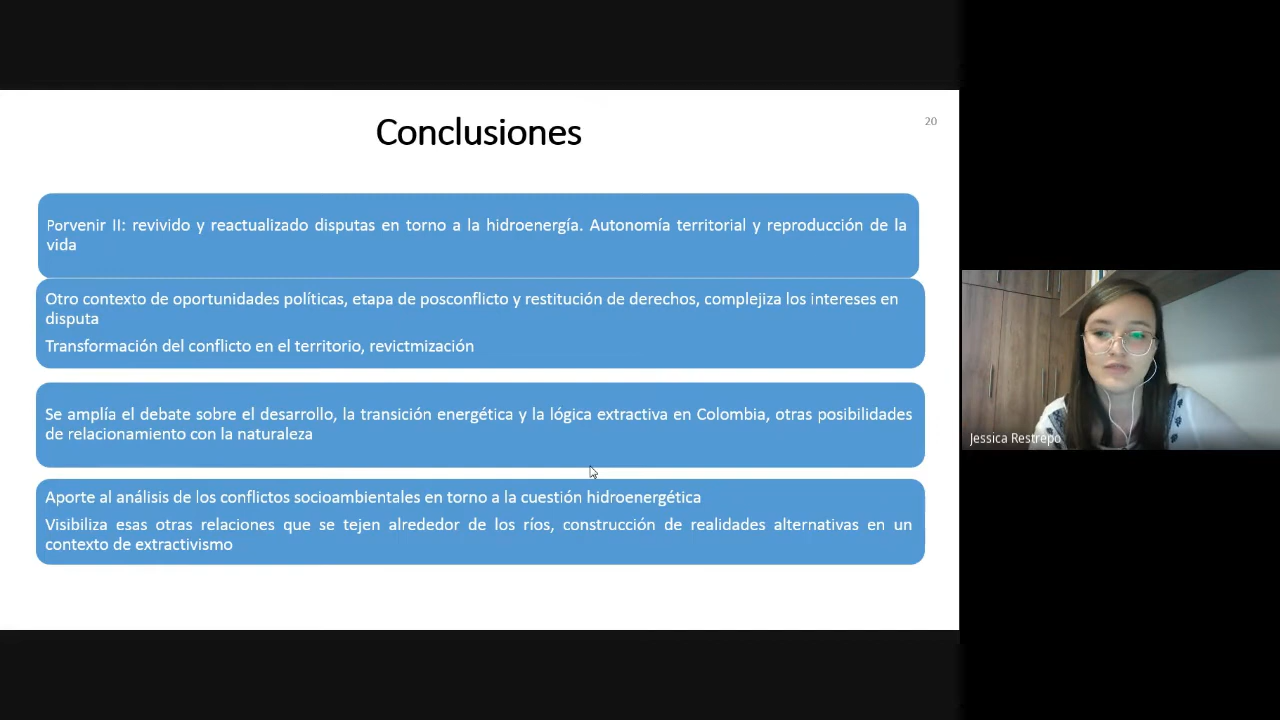 Conclusiones
20
Porvenir II: revivido y reactualizado disputas en torno a la hidroenergía. Autonomía territorial y reproducción de la
vida
Otro contexto de oportunidades políticas, etapa de posconflicto y restitución de derechos, complejiza los intereses en
disputa
Transformación del conflicto en el territorio, revictmización
Se amplía el debate sobre el desarrollo, la transición energética y la lógica extractiva en Colombia, otras posibilidades
de relacionamiento con la naturaleza
Aporte al análisis de los conflictos socioambientales en torno a la cuestión hidroenergética
Visibiliza esas otras relaciones que se tejen alrededor de los ríos, construcción de realidades alternativas en un
contexto de extractivismo
Jessica Restrepo